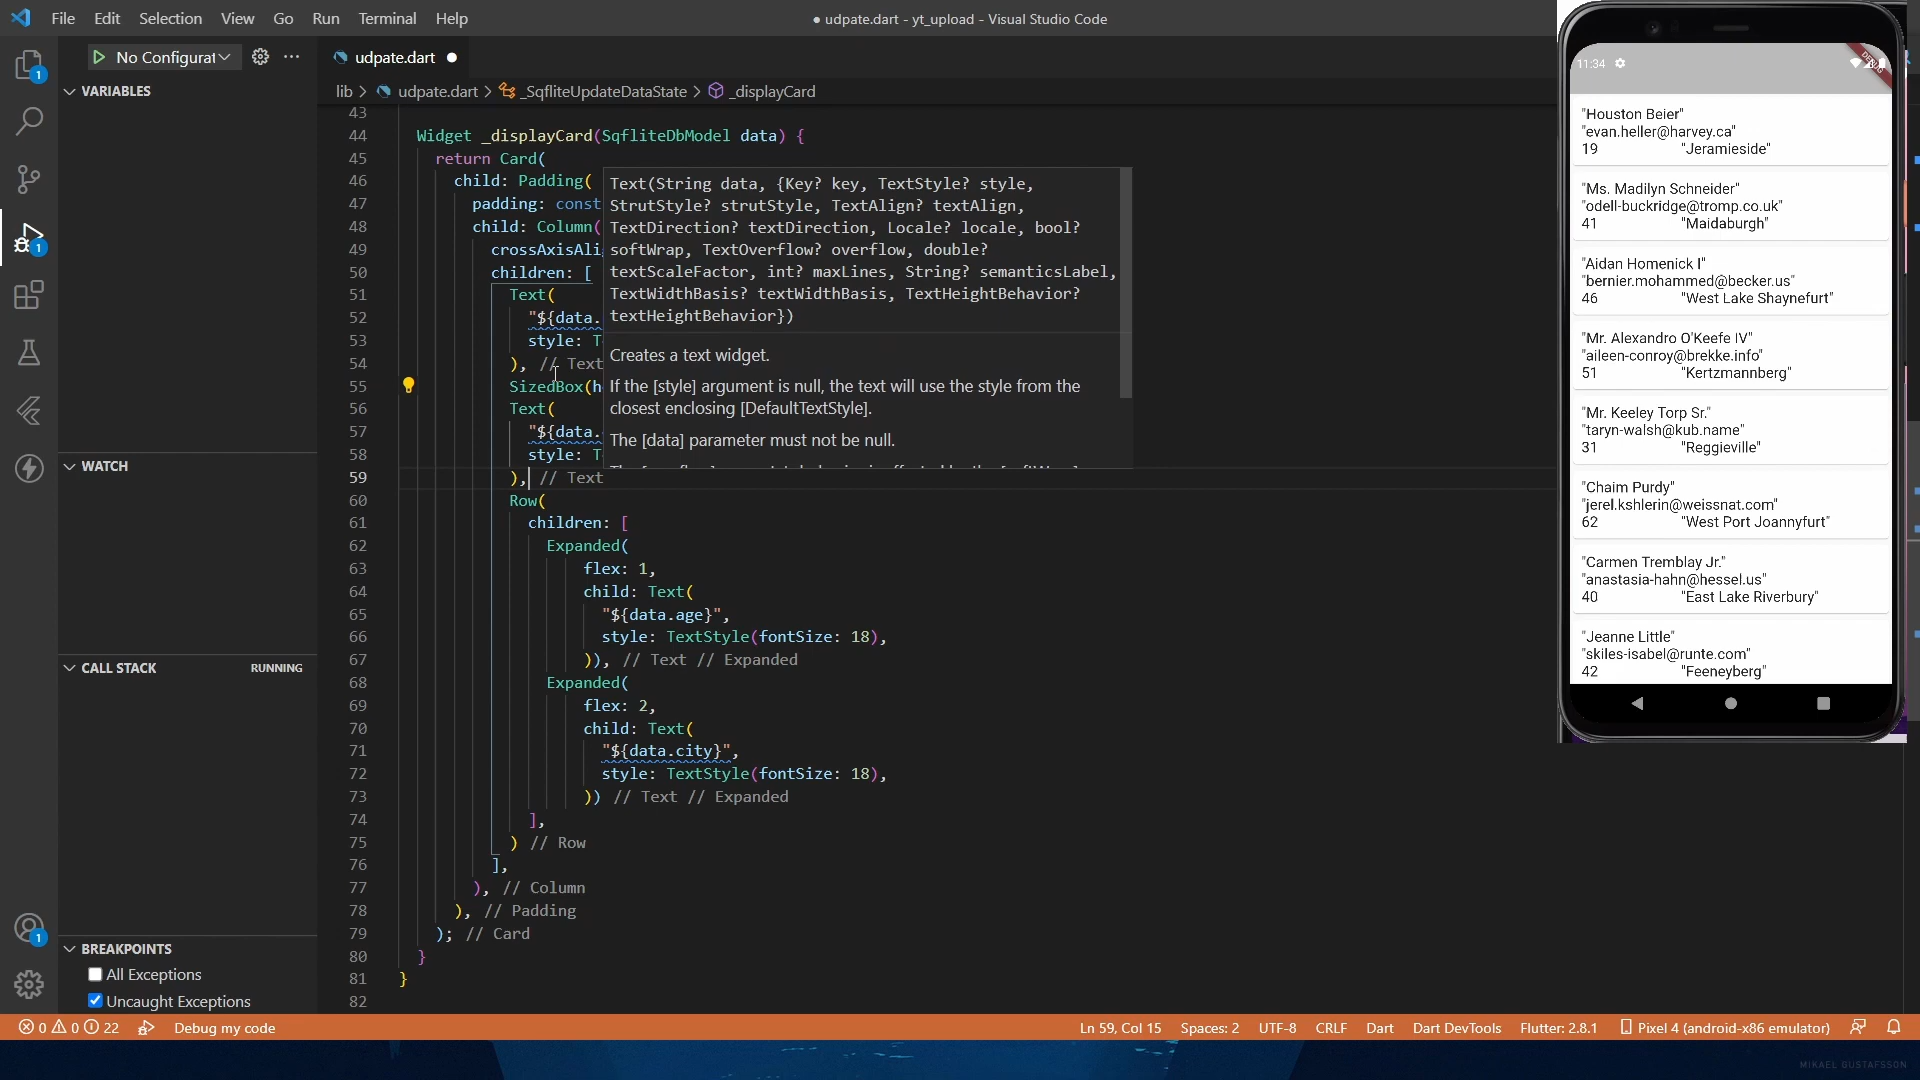 File Edit Selection View Go Run Terminal Help
● udpate.dart - yt_upload - Visual Studio Code
No Configurat
udpate.dart
lib > udpate.dart > _SqfliteUpdateDataState > _displayCard
VARIABLES
WATCH
CALL STACK RUNNING
BREAKPOINTS
All Exceptions
Uncaught Exceptions
1
1
1
43
44 Widget _displayCard(SqfliteDbModel data) {
45 return Card(
46 child: Padding(
47 padding: const
48 child: Column(
49 crossAxisAli
50 children: [
51 Text(
52 "${data.
53 style: T
54 ), // Text
55 SizedBox(h
56 Text(
57 "${data.
58 style: T
59 ), // Text
60 Row(
61 children: [
62 Expanded(
63 flex: 1,
64 child: Text(
65 "${data.age}",
66 style: TextStyle(fontSize: 18),
67 )), // Text // Expanded
68 Expanded(
69 flex: 2,
70 child: Text(
71 "${data.city}",
72 style: TextStyle(fontSize: 18),
73 )) // Text // Expanded
74 ],
75 ) // Row
76 ],
77 ), // Column
78 ), // Padding
79 ); // Card
80 }
81 }
82
Text(String data, {Key? key, TextStyle? style,
StrutStyle? strutStyle, TextAlign? textAlign,
TextDirection? textDirection, Locale? locale, bool?
softWrap, TextOverflow? overflow, double?
textScaleFactor, int? maxLines, String? semanticsLabel,
TextWidthBasis? textWidthBasis, TextHeightBehavior?
textHeightBehavior})
Creates a text widget.
If the [style] argument is null, the text will use the style from the
closest enclosing [DefaultTextStyle].
The [data] parameter must not be null.
11:34
"Houston Beier"
"evan.heller@harvey.ca"
19 "Jeramieside"
"Ms. Madilyn Schneider"
"odell-buckridge@tromp.co.uk"
41 "Maidaburgh"
"Aidan Homenick I"
"bernier.mohammed@becker.us"
46 "West Lake Shaynefurt"
"Mr. Alexandro O'Keefe IV"
"aileen-conroy@brekke.info"
51 "Kertzmannberg"
"Mr. Keeley Torp Sr."
"taryn-walsh@kub.name"
31 "Reggieville"
"Chaim Purdy"
"jerel.kshlerin@weissnat.com"
62 "West Port Joannyfurt"
"Carmen Tremblay Jr."
"anastasia-hahn@hessel.us"
40 "East Lake Riverbury"
"Jeanne Little"
"skiles-isabel@runte.com"
42 "Feeneyberg"
0 0 22 Debug my code Ln 59, Col 15 Spaces: 2 UTF-8 CRLF Dart Dart DevTools Flutter: 2.8.1 Pixel 4 (android-x86 emulator)
MIKAEL GUSTAFSSON